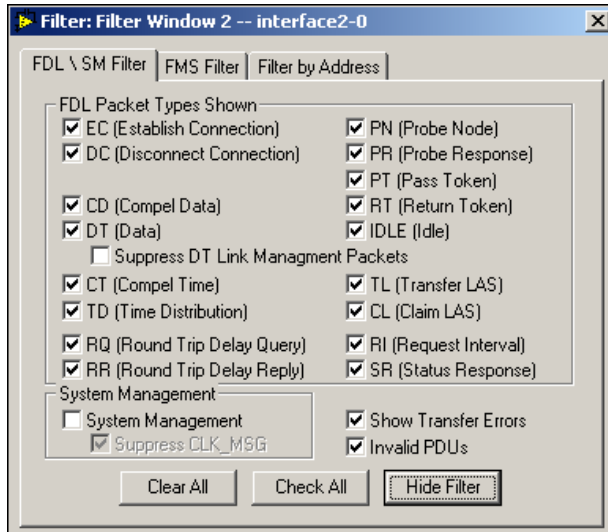 Filter: Filter Window 2 -- interface2-0
FDL \ SM Filter FMS Filter Filter by Address
FDL Packet Types Shown
EC (Establish Connection) PN (Probe Node)
DC (Disconnect Connection) PR (Probe Response)
PT (Pass Token)
CD (Compel Data) RT (Return Token)
DT (Data) IDLE (Idle)
Suppress DT Link Managment Packets
CT (Compel Time) TL (Transfer LAS)
TD (Time Distribution) CL (Claim LAS)
RQ (Round Trip Delay Query) RI (Request Interval)
RR (Round Trip Delay Reply) SR (Status Response)
System Management
System Management Show Transfer Errors
Suppress CLK_MSG Invalid PDUs
Clear All Check All Hide Filter